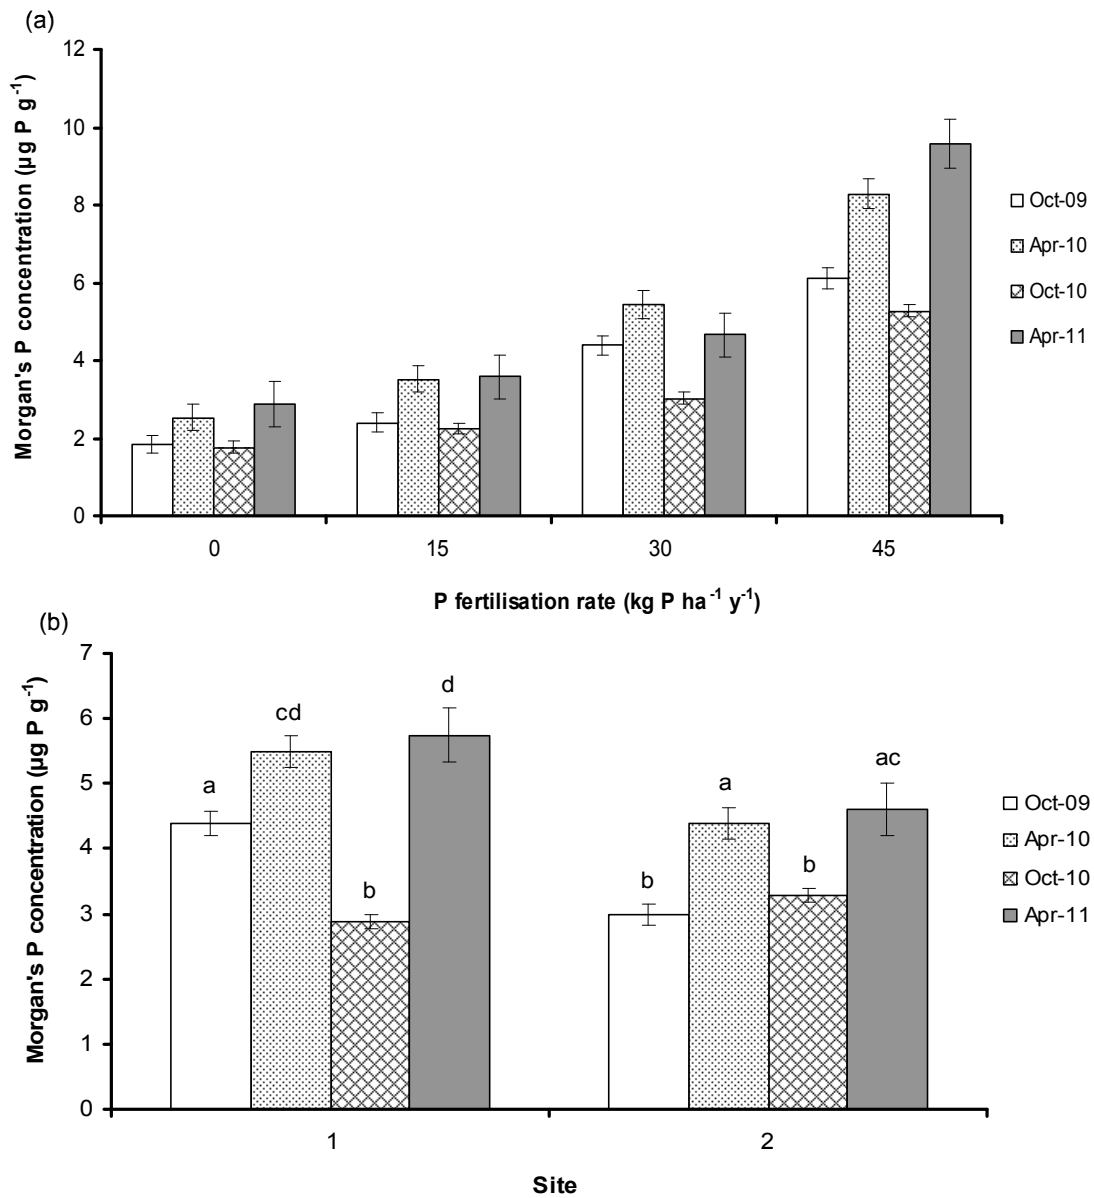 (a)
Morgan's P concentration (µg P g⁻¹)
12
10
8
6
4
2
0
0 15 30 45
P fertilisation rate (kg P ha⁻¹ y⁻¹)
Oct-09
Apr-10
Oct-10
Apr-11
(b)
Morgan's P concentration (µg P g⁻¹)
7
6
5
4
3
2
1
0
a cd b d b a b ac
1 2
Site
Oct-09
Apr-10
Oct-10
Apr-11